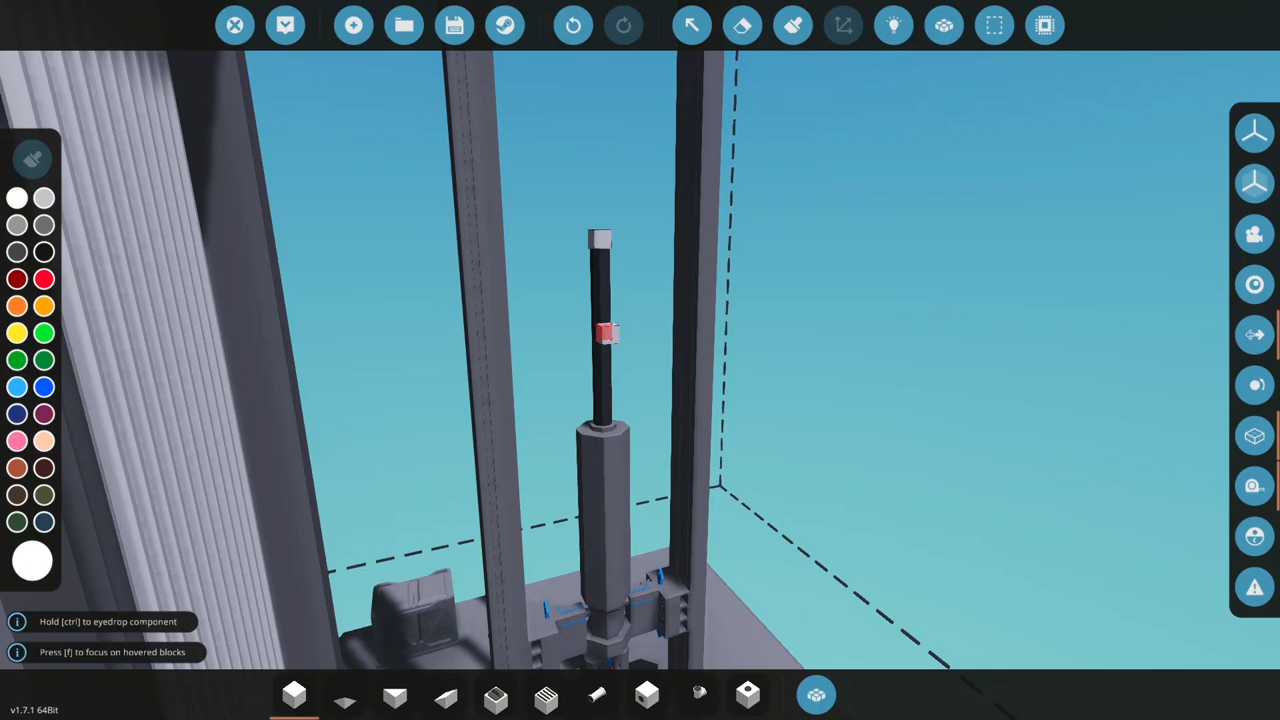 Hold [ctrl] to eyedrop component
Press [f] to focus on hovered blocks
v1.7.1 64Bit